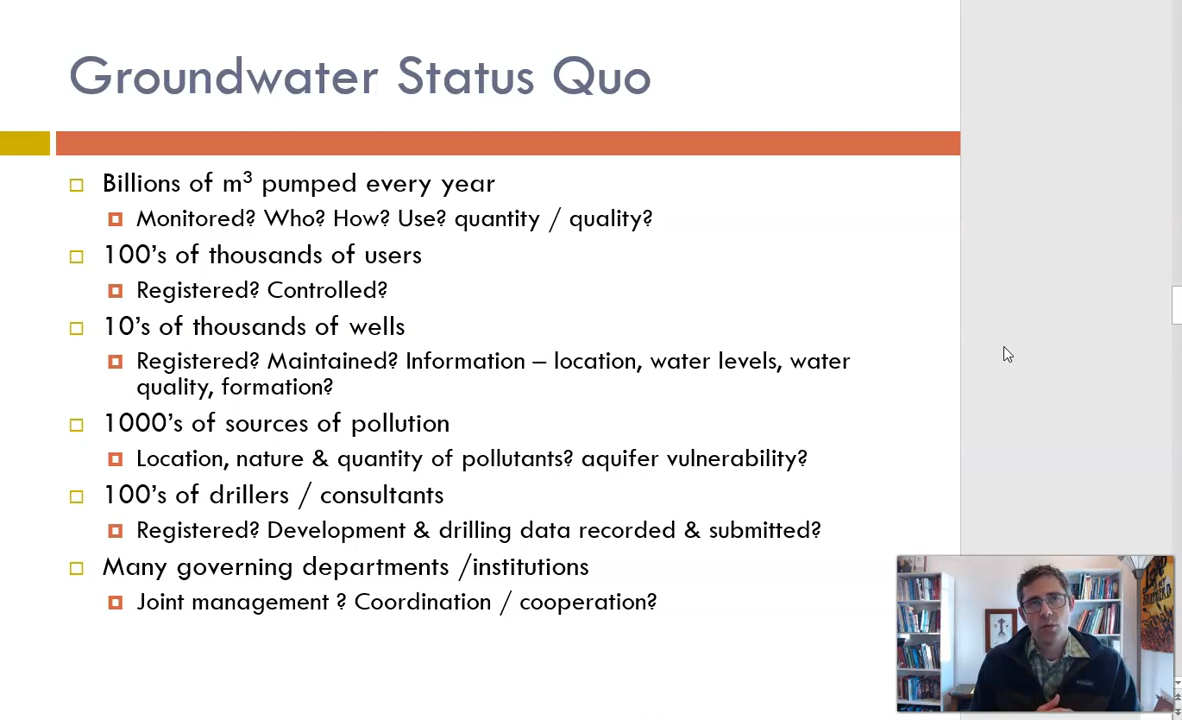 Groundwater Status Quo
Billions of m³ pumped every year
Monitored? Who? How? Use? quantity / quality?
100's of thousands of users
Registered? Controlled?
10's of thousands of wells
Registered? Maintained? Information – location, water levels, water
quality, formation?
1000's of sources of pollution
Location, nature & quantity of pollutants? aquifer vulnerability?
100's of drillers / consultants
Registered? Development & drilling data recorded & submitted?
Many governing departments /institutions
Joint management ? Coordination / cooperation?